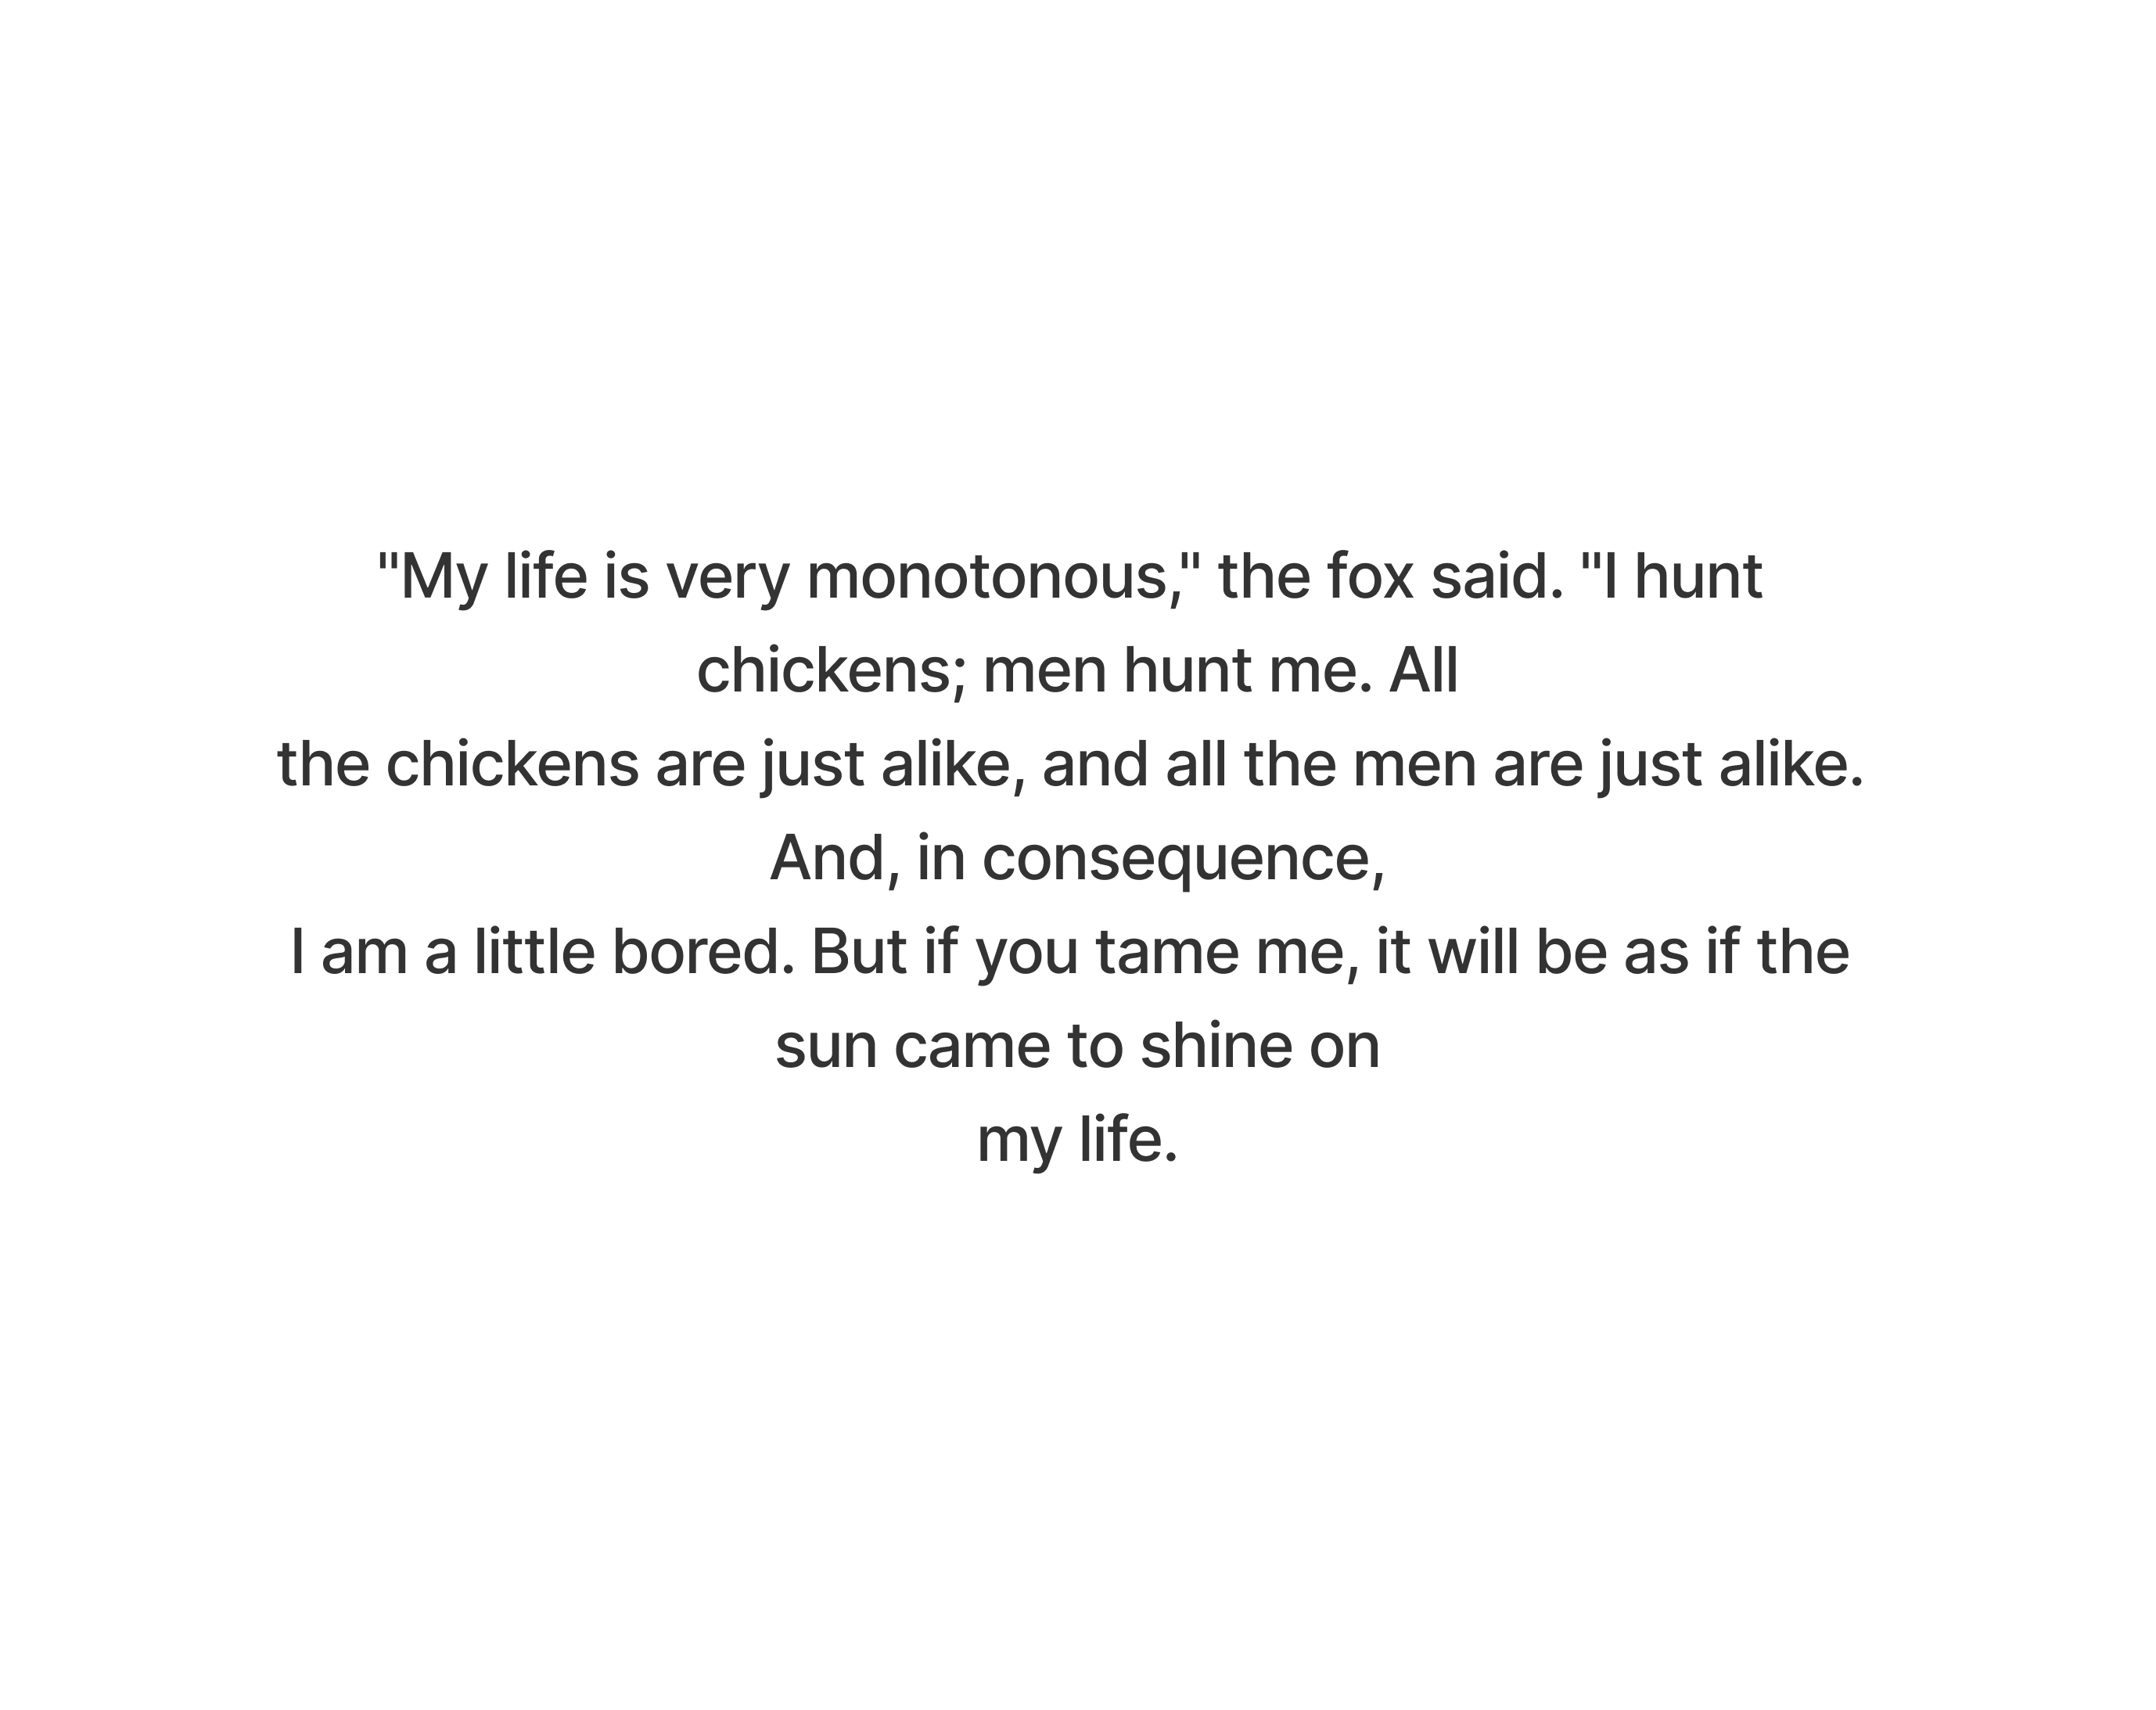 "My life is very monotonous," the fox said. "I hunt
chickens; men hunt me. All
the chickens are just alike, and all the men are just alike.
And, in consequence,
I am a little bored. But if you tame me, it will be as if the
sun came to shine on
my life.